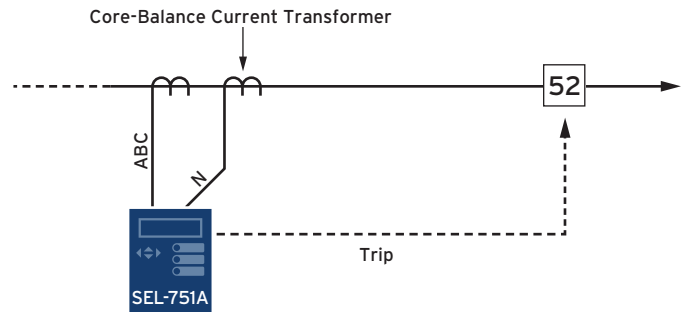 Core-Balance Current Transformer
52
ABC
N
Trip
SEL-751A